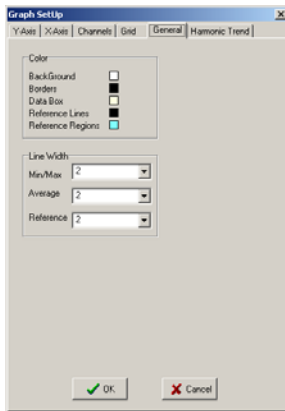 Graph SetUp
Y-Axis X-Axis Channels Grid General Harmonic Trend
Color
BackGround
Borders
Data Box
Reference Lines
Reference Regions
Line Width
Min/Max 2
Average 2
Reference 2
OK Cancel